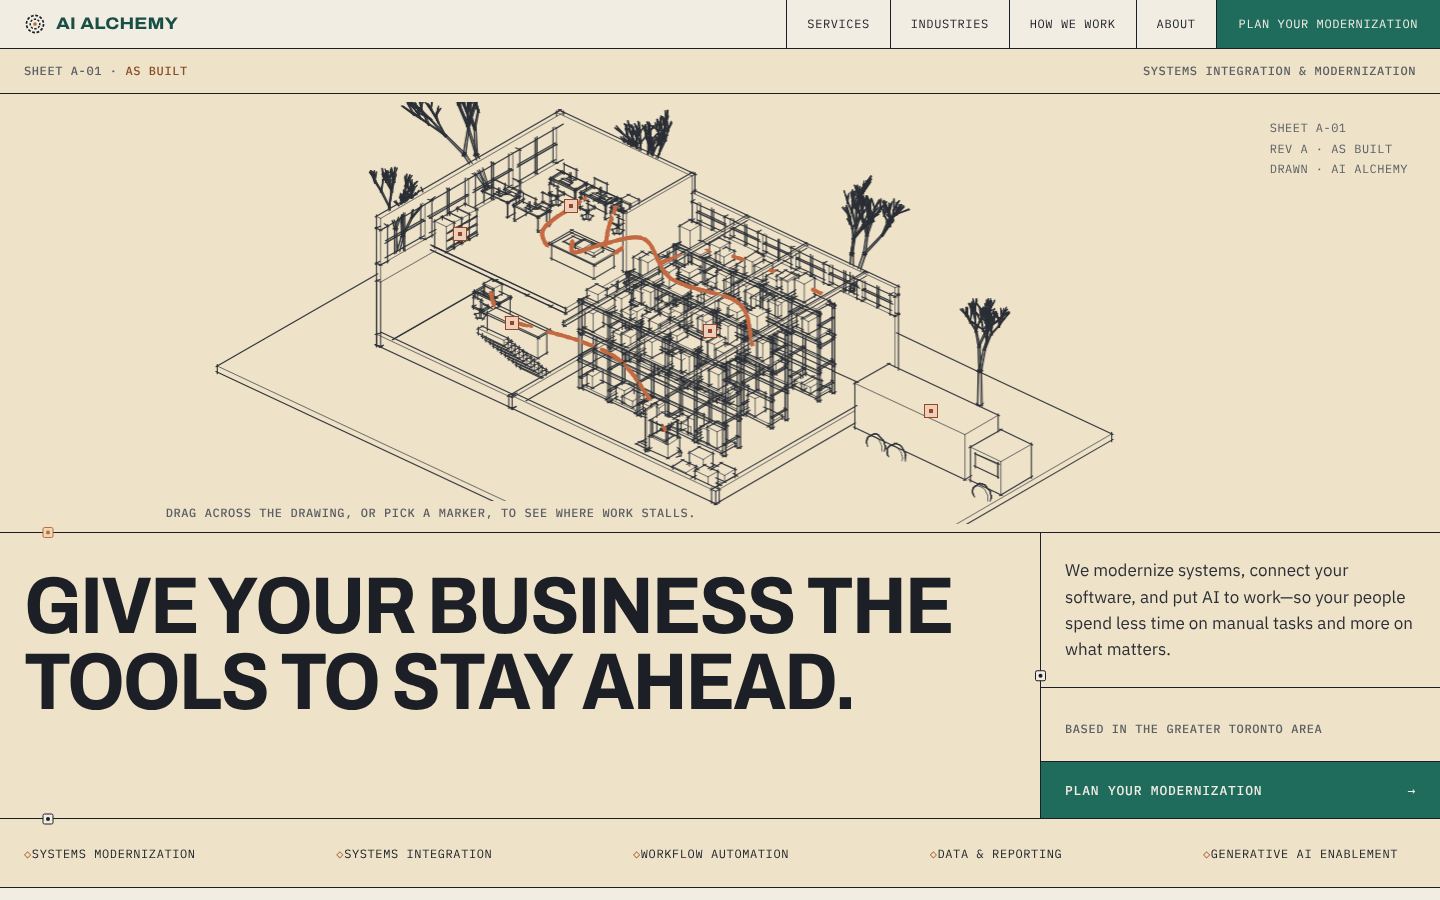 AI ALCHEMY
SERVICES
INDUSTRIES
HOW WE WORK
ABOUT
PLAN YOUR MODERNIZATION
SHEET A-01 · AS BUILT
SYSTEMS INTEGRATION & MODERNIZATION
SHEET A-01
REV A · AS BUILT
DRAWN · AI ALCHEMY
DRAG ACROSS THE DRAWING, OR PICK A MARKER, TO SEE WHERE WORK STALLS.
GIVE YOUR BUSINESS THE
TOOLS TO STAY AHEAD.
We modernize systems, connect your
software, and put AI to work—so your people
spend less time on manual tasks and more on
what matters.
BASED IN THE GREATER TORONTO AREA
PLAN YOUR MODERNIZATION →
◇SYSTEMS MODERNIZATION
◇SYSTEMS INTEGRATION
◇WORKFLOW AUTOMATION
◇DATA & REPORTING
◇GENERATIVE AI ENABLEMENT